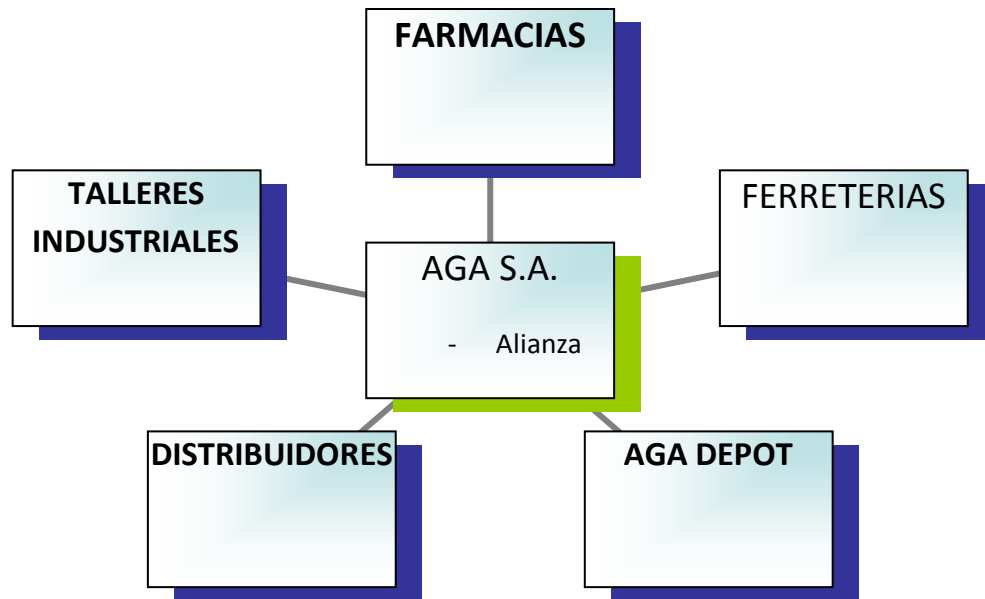 FARMACIAS
TALLERES
INDUSTRIALES
FERRETERIAS
AGA S.A.
- Alianza
DISTRIBUIDORES
AGA DEPOT